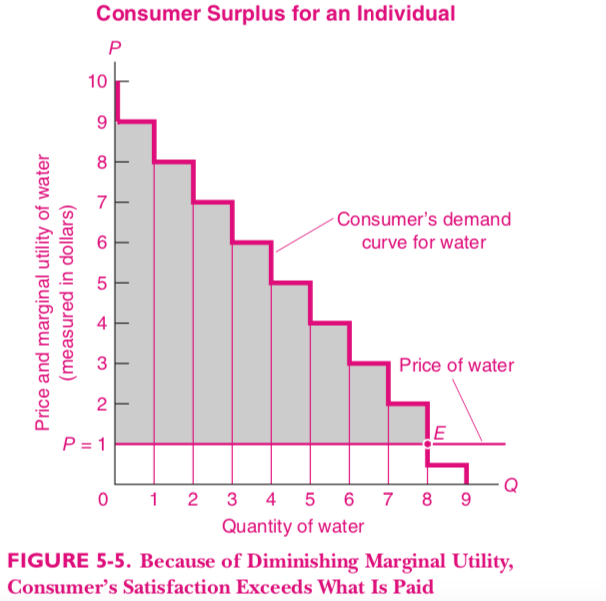 Consumer Surplus for an Individual
P
10
9
8
7
6
5
4
3
2
P = 1
0
Price and marginal utility of water
(measured in dollars)
Consumer's demand
curve for water
Price of water
E
1 2 3 4 5 6 7 8 9
Q
Quantity of water
FIGURE 5-5. Because of Diminishing Marginal Utility,
Consumer's Satisfaction Exceeds What Is Paid